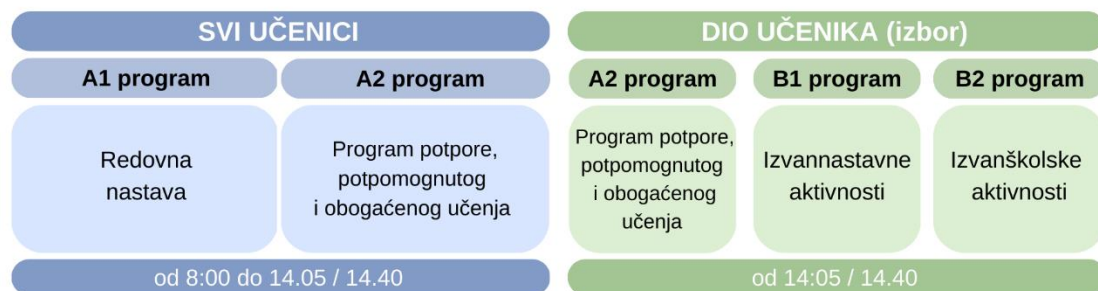 SVI UČENICI
A1 program
A2 program
Redovna
nastava
Program potpore,
potpomognutog
i obogaćenog učenja
od 8:00 do 14.05 / 14.40
DIO UČENIKA (izbor)
A2 program
B1 program
B2 program
Program potpore,
potpomognutog
i obogaćenog
učenja
Izvannastavne
aktivnosti
Izvanškolske
aktivnosti
od 14:05 / 14.40